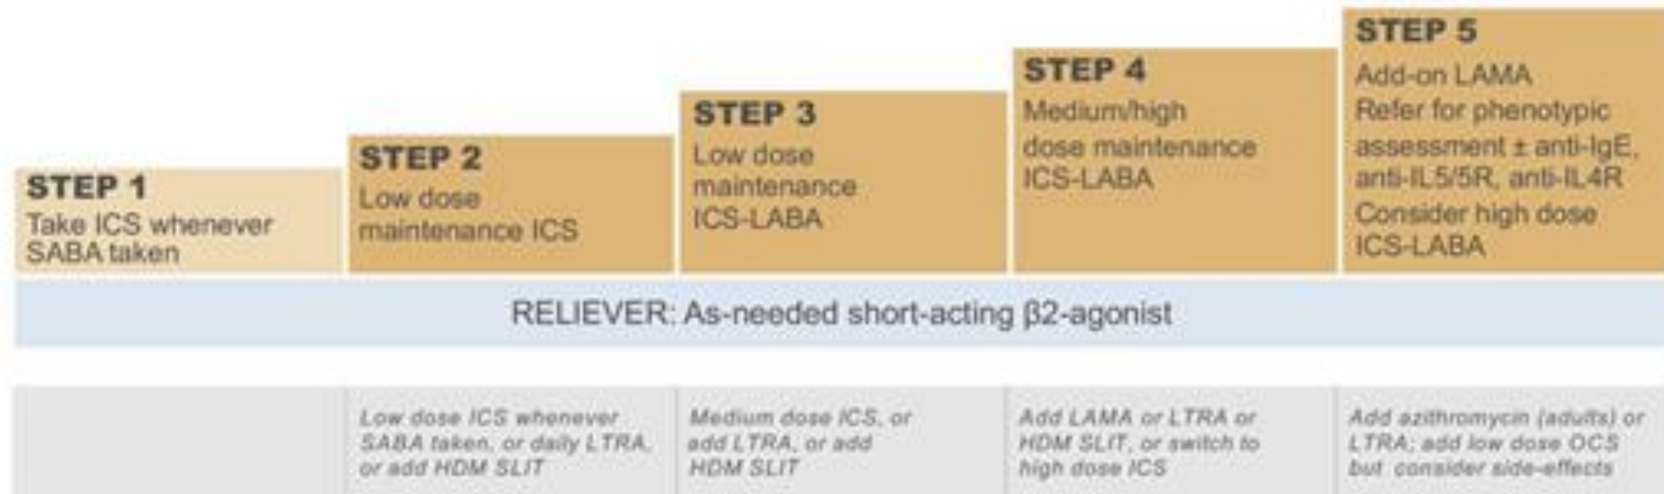 STEP 1
Take ICS whenever
SABA taken
STEP 2
Low dose
maintenance ICS
STEP 3
Low dose
maintenance
ICS-LABA
STEP 4
Medium/high
dose maintenance
ICS-LABA
STEP 5
Add-on LAMA
Refer for phenotypic
assessment ± anti-IgE,
anti-IL5/5R, anti-IL4R
Consider high dose
ICS-LABA
RELIEVER: As-needed short-acting β2-agonist
Low dose ICS whenever
SABA taken, or daily LTRA,
or add HDM SLIT
Medium dose ICS, or
add LTRA, or add
HDM SLIT
Add LAMA or LTRA or
HDM SLIT, or switch to
high dose ICS
Add azithromycin (adults) or
LTRA; add low dose OCS
but consider side-effects